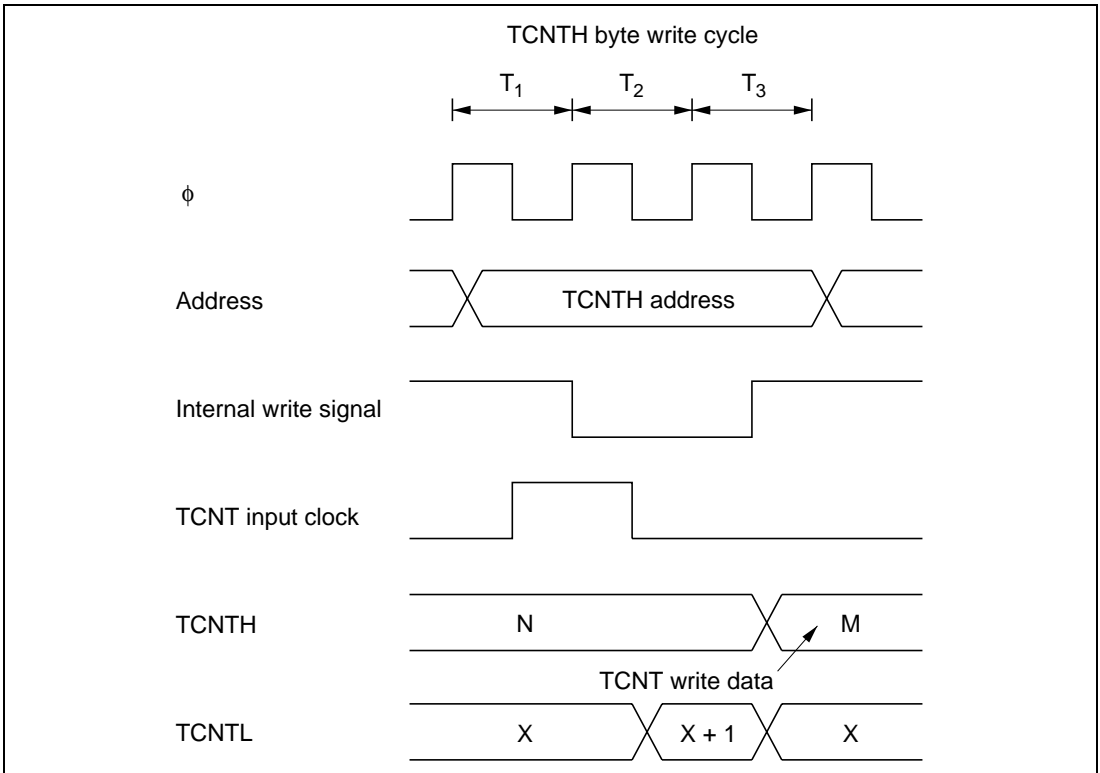 TCNTH byte write cycle
T1 T2 T3
ϕ
Address TCNTH address
Internal write signal
TCNT input clock
TCNTH N M
TCNT write data
TCNTL X X + 1 X